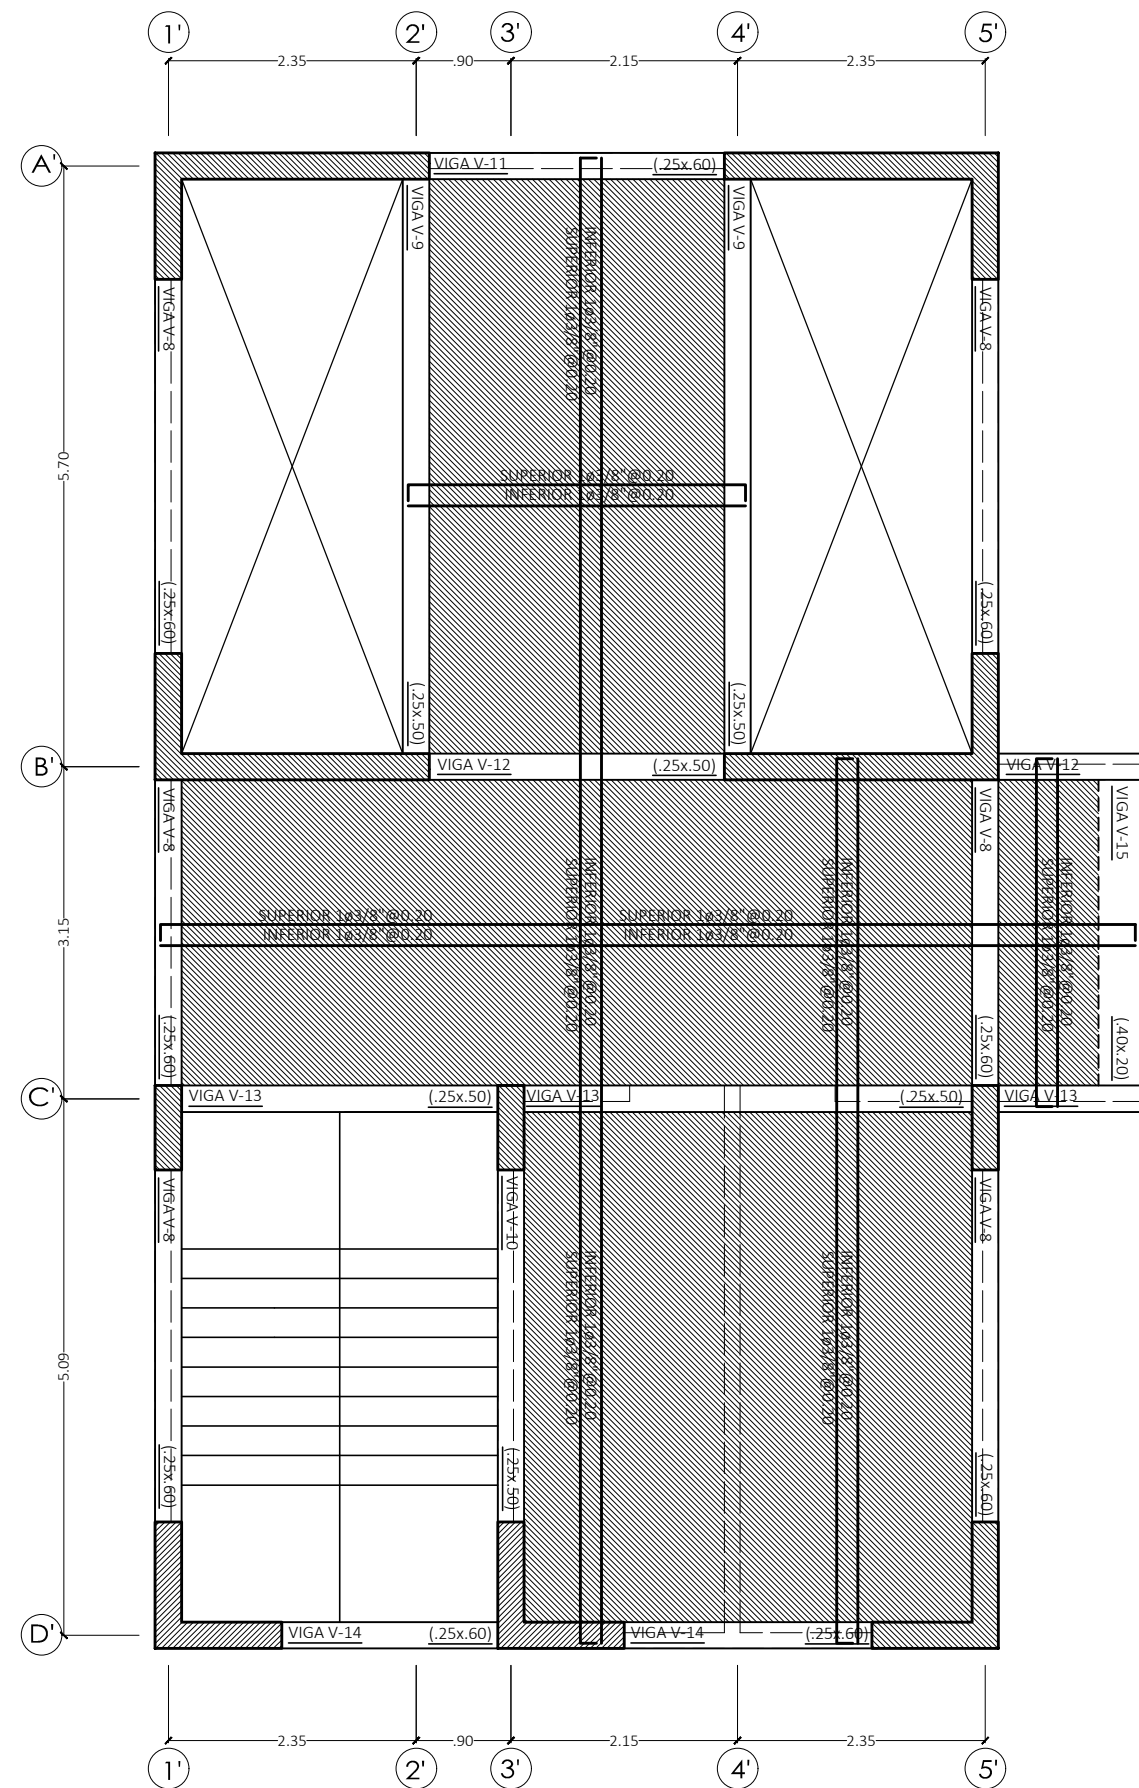 1' 2' 3' 4' 5'
2.35 .90 2.15 2.35
A'
VIGA V-11 (.25x.60)
VIGA V-9
VIGA V-9
INFERIOR 1ø3/8"@0.20
SUPERIOR 1ø3/8"@0.20
VIGA V-8
VIGA V-8
5.70
SUPERIOR 1ø3/8"@0.20
INFERIOR 1ø3/8"@0.20
(.25x.60)
(.25x.60)
(.25x.50)
(.25x.50)
B'
VIGA V-12 (.25x.50)
VIGA V-12
VIGA V-8
VIGA V-8
VIGA V-15
INFERIOR 1ø3/8"@0.20
SUPERIOR 1ø3/8"@0.20
INFERIOR 1ø3/8"@0.20
SUPERIOR 1ø3/8"@0.20
INFERIOR 1ø3/8"@0.20
SUPERIOR 1ø3/8"@0.20
3.15
SUPERIOR 1ø3/8"@0.20 SUPERIOR 1ø3/8"@0.20
INFERIOR 1ø3/8"@0.20 INFERIOR 1ø3/8"@0.20
(.25x.60)
(.25x.60)
(.40x.20)
C'
VIGA V-13 (.25x.50) VIGA V-13 (.25x.50) VIGA V-13
VIGA V-8
VIGA V-10
VIGA V-8
INFERIOR 1ø3/8"@0.20
SUPERIOR 1ø3/8"@0.20
INFERIOR 1ø3/8"@0.20
SUPERIOR 1ø3/8"@0.20
5.09
(.25x.60)
(.25x.50)
(.25x.60)
D'
VIGA V-14 (.25x.60) VIGA V-14 (.25x.60)
2.35 .90 2.15 2.35
1' 2' 3' 4' 5'